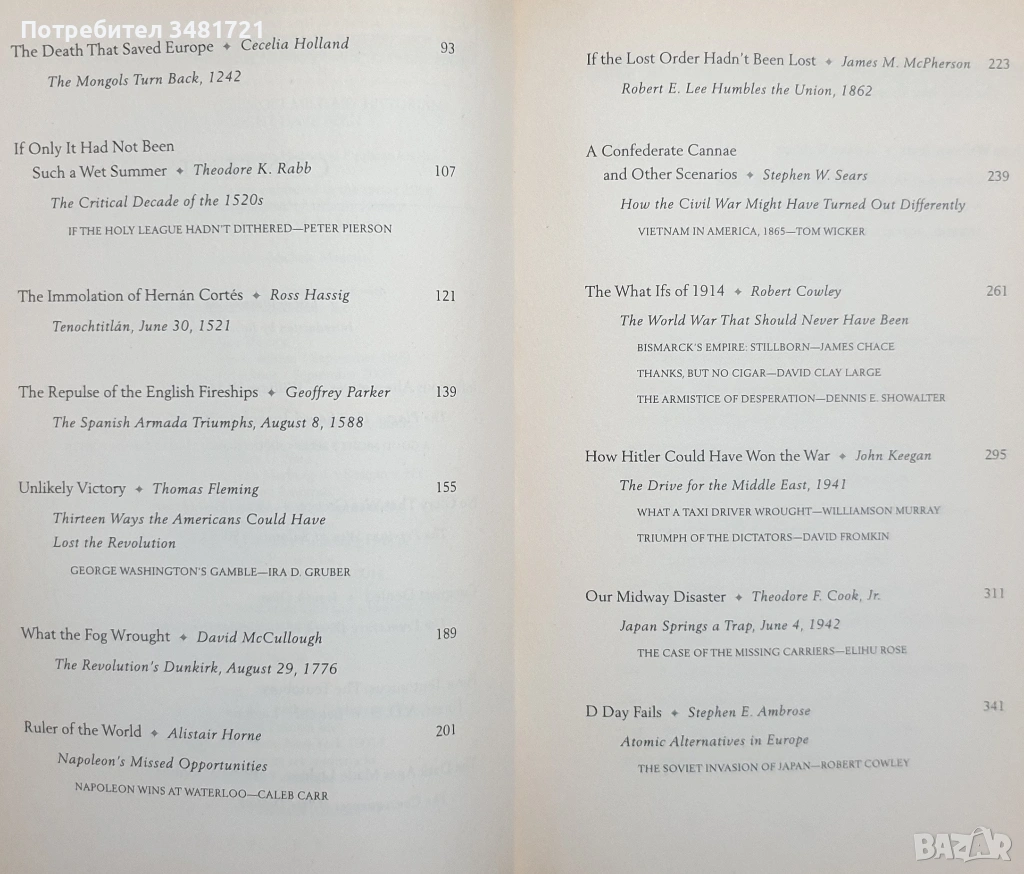 Потребител 3481721
The Death That Saved Europe ✦ Cecelia Holland 93
The Mongols Turn Back, 1242
If Only It Had Not Been
Such a Wet Summer ✦ Theodore K. Rabb 107
The Critical Decade of the 1520s
IF THE HOLY LEAGUE HADN'T DITHERED—PETER PIERSON
The Immolation of Hernán Cortés ✦ Ross Hassig 121
Tenochtitlán, June 30, 1521
The Repulse of the English Fireships ✦ Geoffrey Parker 139
The Spanish Armada Triumphs, August 8, 1588
Unlikely Victory ✦ Thomas Fleming 155
Thirteen Ways the Americans Could Have
Lost the Revolution
GEORGE WASHINGTON'S GAMBLE—IRA D. GRUBER
What the Fog Wrought ✦ David McCullough 189
The Revolution's Dunkirk, August 29, 1776
Ruler of the World ✦ Alistair Horne 201
Napoleon's Missed Opportunities
NAPOLEON WINS AT WATERLOO—CALEB CARR
If the Lost Order Hadn't Been Lost ✦ James M. McPherson 223
Robert E. Lee Humbles the Union, 1862
A Confederate Cannae
and Other Scenarios ✦ Stephen W. Sears 239
How the Civil War Might Have Turned Out Differently
VIETNAM IN AMERICA, 1865—TOM WICKER
The What Ifs of 1914 ✦ Robert Cowley 261
The World War That Should Never Have Been
BISMARCK'S EMPIRE: STILLBORN—JAMES CHACE
THANKS, BUT NO CIGAR—DAVID CLAY LARGE
THE ARMISTICE OF DESPERATION—DENNIS E. SHOWALTER
How Hitler Could Have Won the War ✦ John Keegan 295
The Drive for the Middle East, 1941
WHAT A TAXI DRIVER WROUGHT—WILLIAMSON MURRAY
TRIUMPH OF THE DICTATORS—DAVID FROMKIN
Our Midway Disaster ✦ Theodore F. Cook, Jr. 311
Japan Springs a Trap, June 4, 1942
THE CASE OF THE MISSING CARRIERS—ELIHU ROSE
D Day Fails ✦ Stephen E. Ambrose 341
Atomic Alternatives in Europe
THE SOVIET INVASION OF JAPAN—ROBERT COWLEY
BAZAR